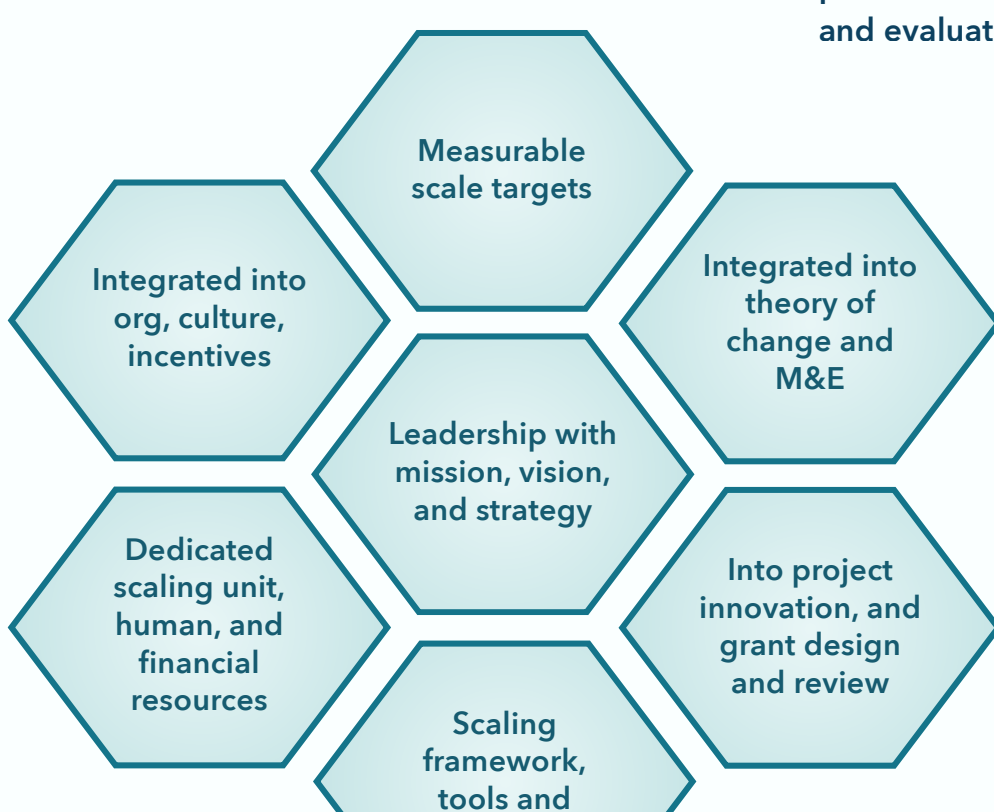 and evaluat
Measurable
scale targets
Integrated into
org, culture,
incentives
Integrated into
theory of
change and
M&E
Leadership with
mission, vision,
and strategy
Dedicated
scaling unit,
human, and
financial
resources
Into project
innovation, and
grant design
and review
Scaling
framework,
tools and